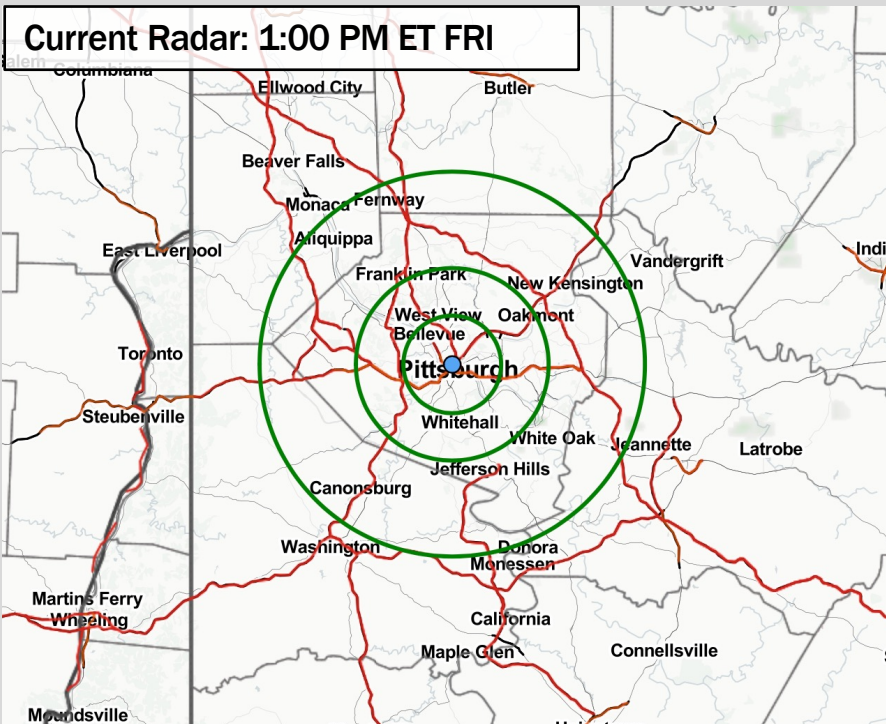 Current Radar: 1:00 PM ET FRI
Columbiana
Ellwood City
Butler
Beaver Falls
Monaca
Fernway
Aliquippa
East Liverpool
Vandergrift
Indi
Franklin Park
New Kensington
West View
Oakmont
Bellevue
Toronto
Pittsburgh
Steubenville
Whitehall
White Oak
Jeannette
Latrobe
Jefferson Hills
Canonsburg
Washington
Donora
Monessen
Martins Ferry
Wheeling
California
Maple Glen
Connellsville
Moundsville